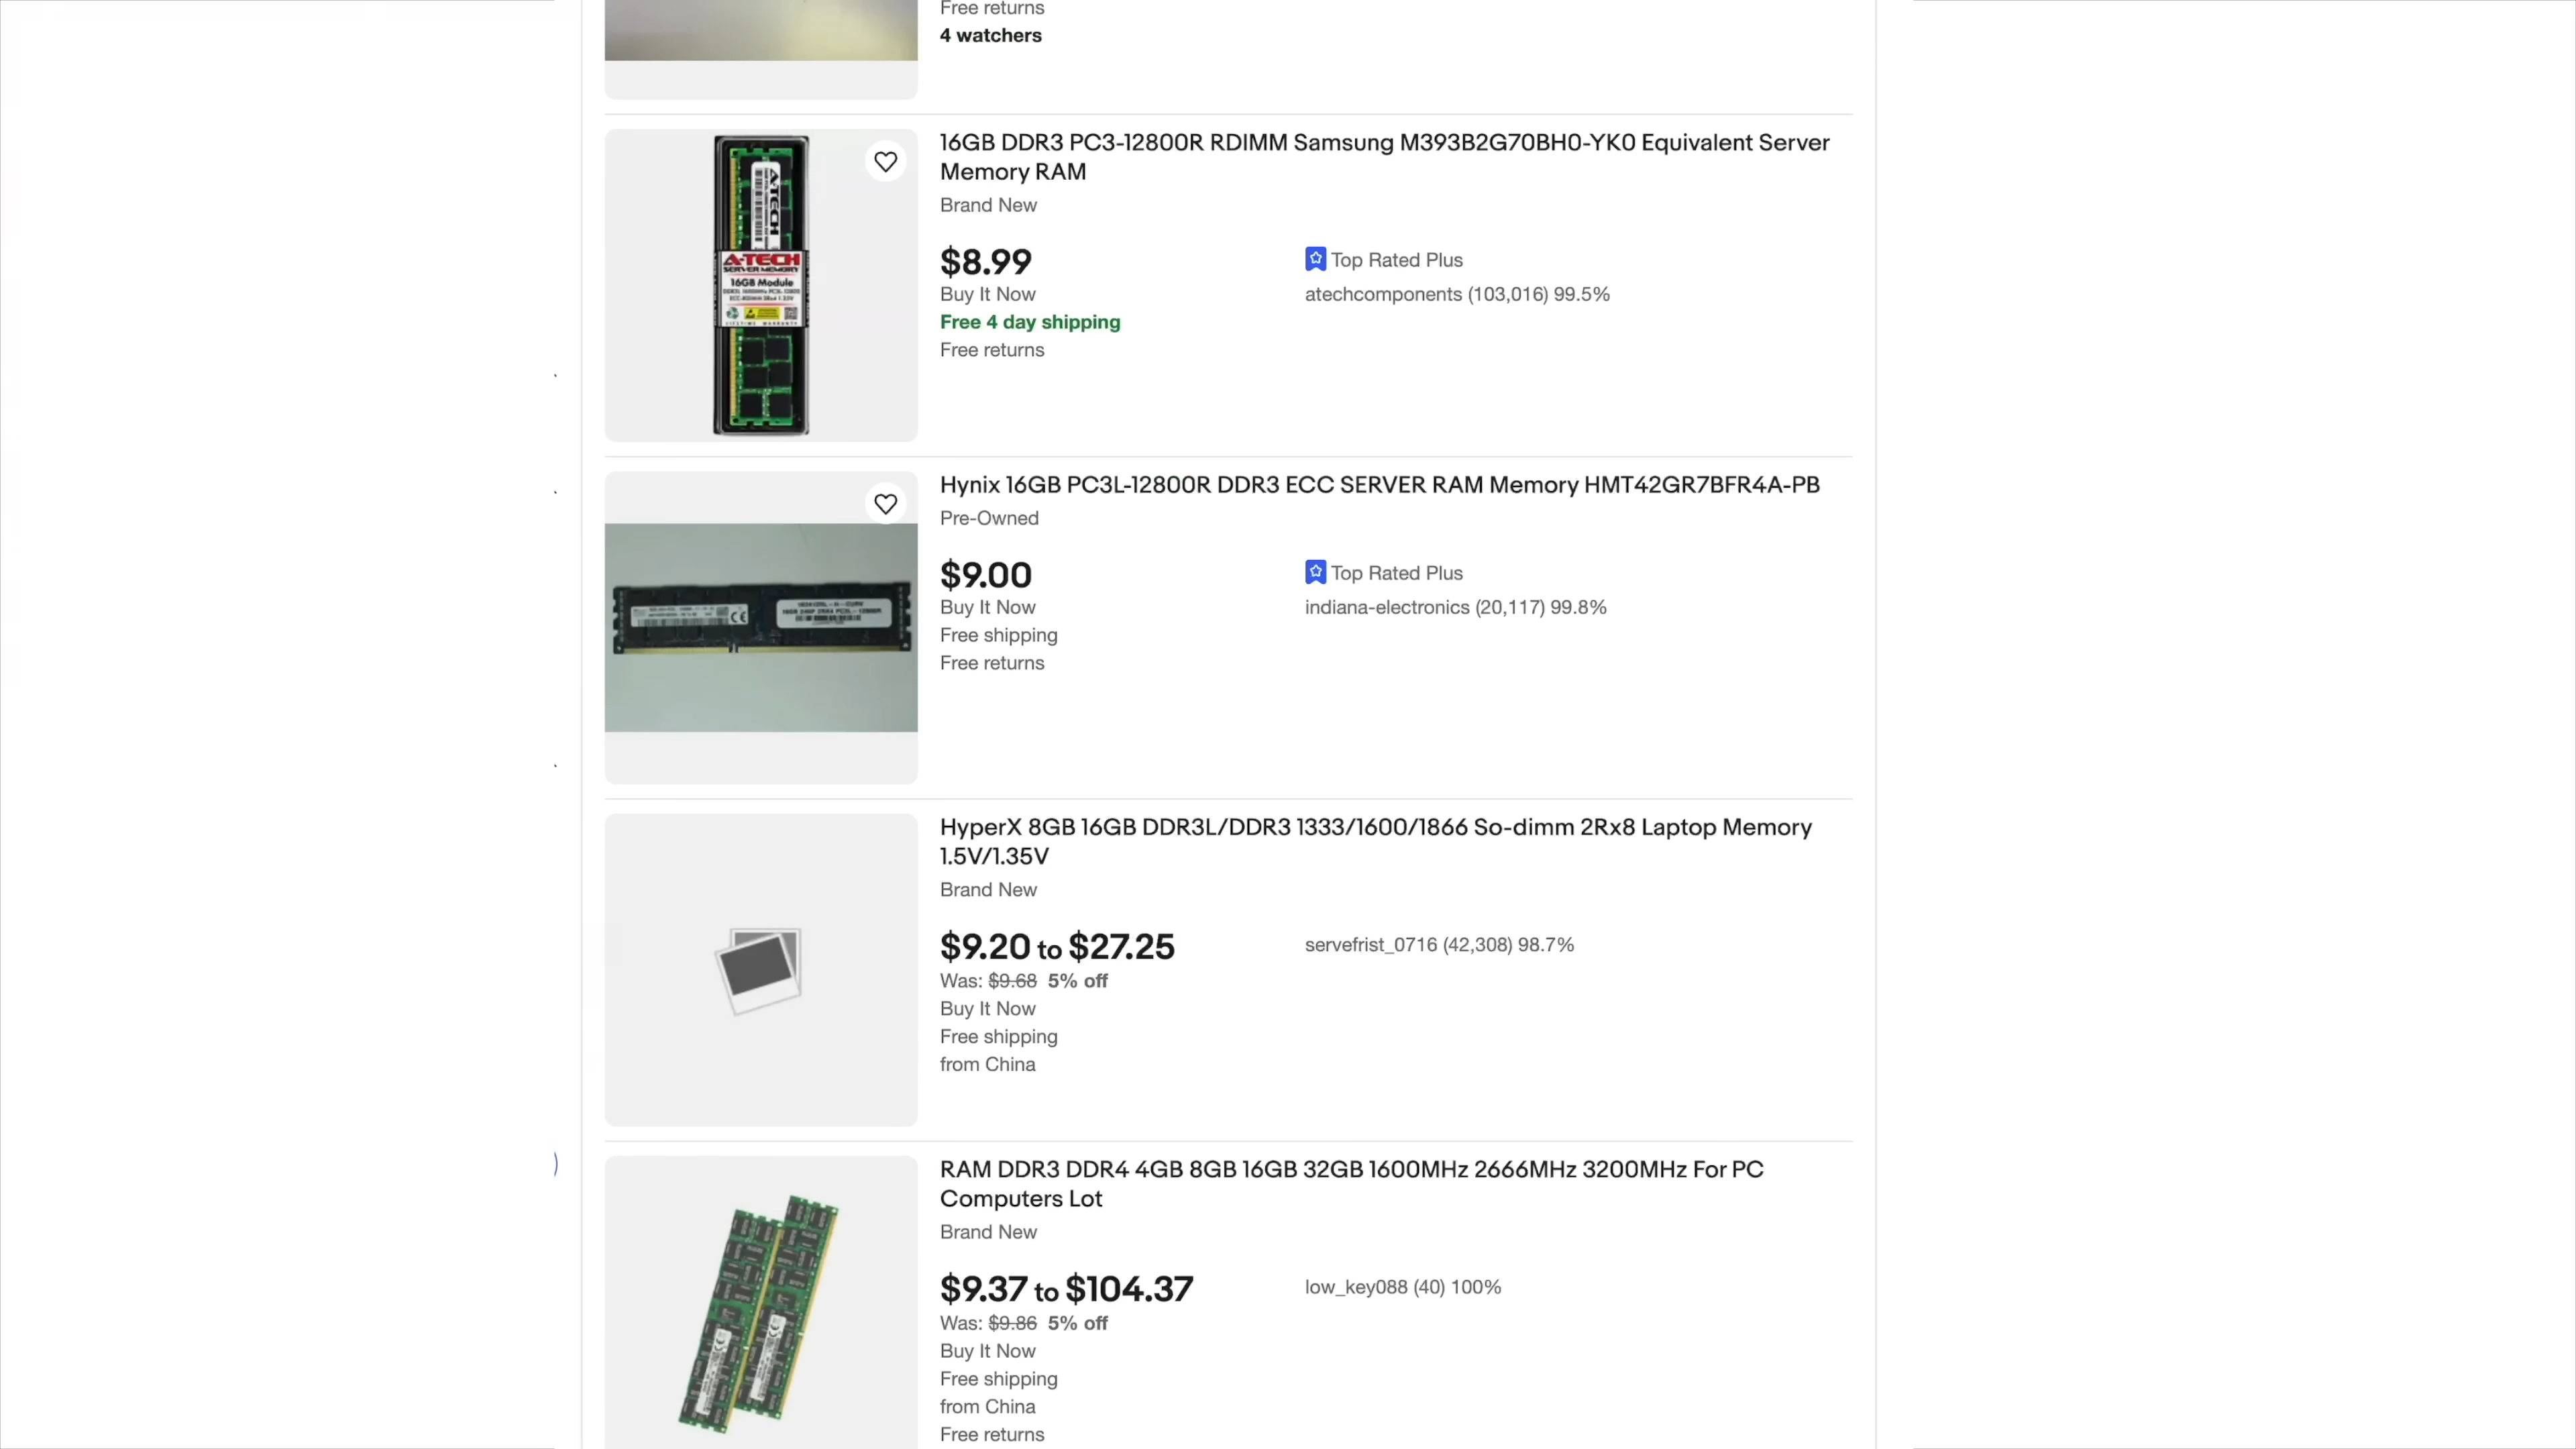 Free returns
4 watchers
16GB DDR3 PC3-12800R RDIMM Samsung M393B2G70BH0-YK0 Equivalent Server
Memory RAM
Brand New
$8.99
Buy It Now
Free 4 day shipping
Free returns
Top Rated Plus
atechcomponents (103,016) 99.5%
A-TECH
A-TECH
SERVER MEMORY
16GB Module
Hynix 16GB PC3L-12800R DDR3 ECC SERVER RAM Memory HMT42GR7BFR4A-PB
Pre-Owned
$9.00
Buy It Now
Free shipping
Free returns
Top Rated Plus
indiana-electronics (20,117) 99.8%
HyperX 8GB 16GB DDR3L/DDR3 1333/1600/1866 So-dimm 2Rx8 Laptop Memory
1.5V/1.35V
Brand New
$9.20 to $27.25
Was: $9.68 5% off
Buy It Now
Free shipping
from China
servefrist_0716 (42,308) 98.7%
RAM DDR3 DDR4 4GB 8GB 16GB 32GB 1600MHz 2666MHz 3200MHz For PC
Computers Lot
Brand New
$9.37 to $104.37
Was: $9.86 5% off
Buy It Now
Free shipping
from China
Free returns
low_key088 (40) 100%